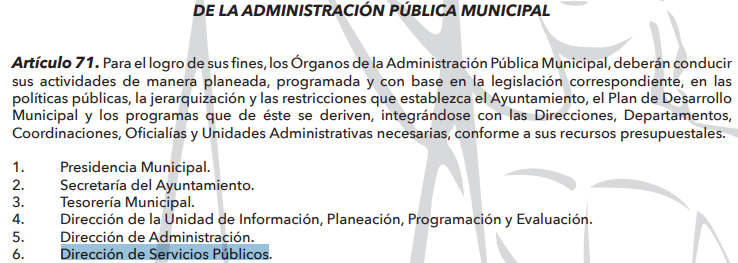 DE LA ADMINISTRACIÓN PÚBLICA MUNICIPAL
Artículo 71. Para el logro de sus fines, los Órganos de la Administración Pública Municipal, deberán conducir
sus actividades de manera planeada, programada y con base en la legislación correspondiente, en las
políticas públicas, la jerarquización y las restricciones que establezca el Ayuntamiento, el Plan de Desarrollo
Municipal y los programas que de éste se deriven, integrándose con las Direcciones, Departamentos,
Coordinaciones, Oficialías y Unidades Administrativas necesarias, conforme a sus recursos presupuestales.
1. Presidencia Municipal.
2. Secretaría del Ayuntamiento.
3. Tesorería Municipal.
4. Dirección de la Unidad de Información, Planeación, Programación y Evaluación.
5. Dirección de Administración.
6. Dirección de Servicios Públicos.